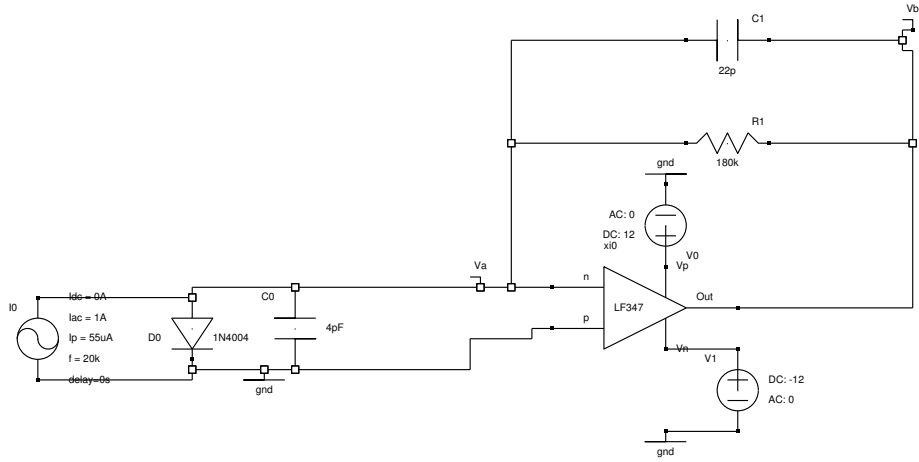 Vb
C1
22p
R1
180k
gnd
AC: 0
DC: 12
xi0
V0
Vp
Va
n
C0
Idc = 0A
I0
Iac = 1A
Out
LF347
p
4pF
D0
1N4004
Ip = 55uA
f = 20k
Vn
V1
delay=0s
DC: -12
gnd
AC: 0
gnd